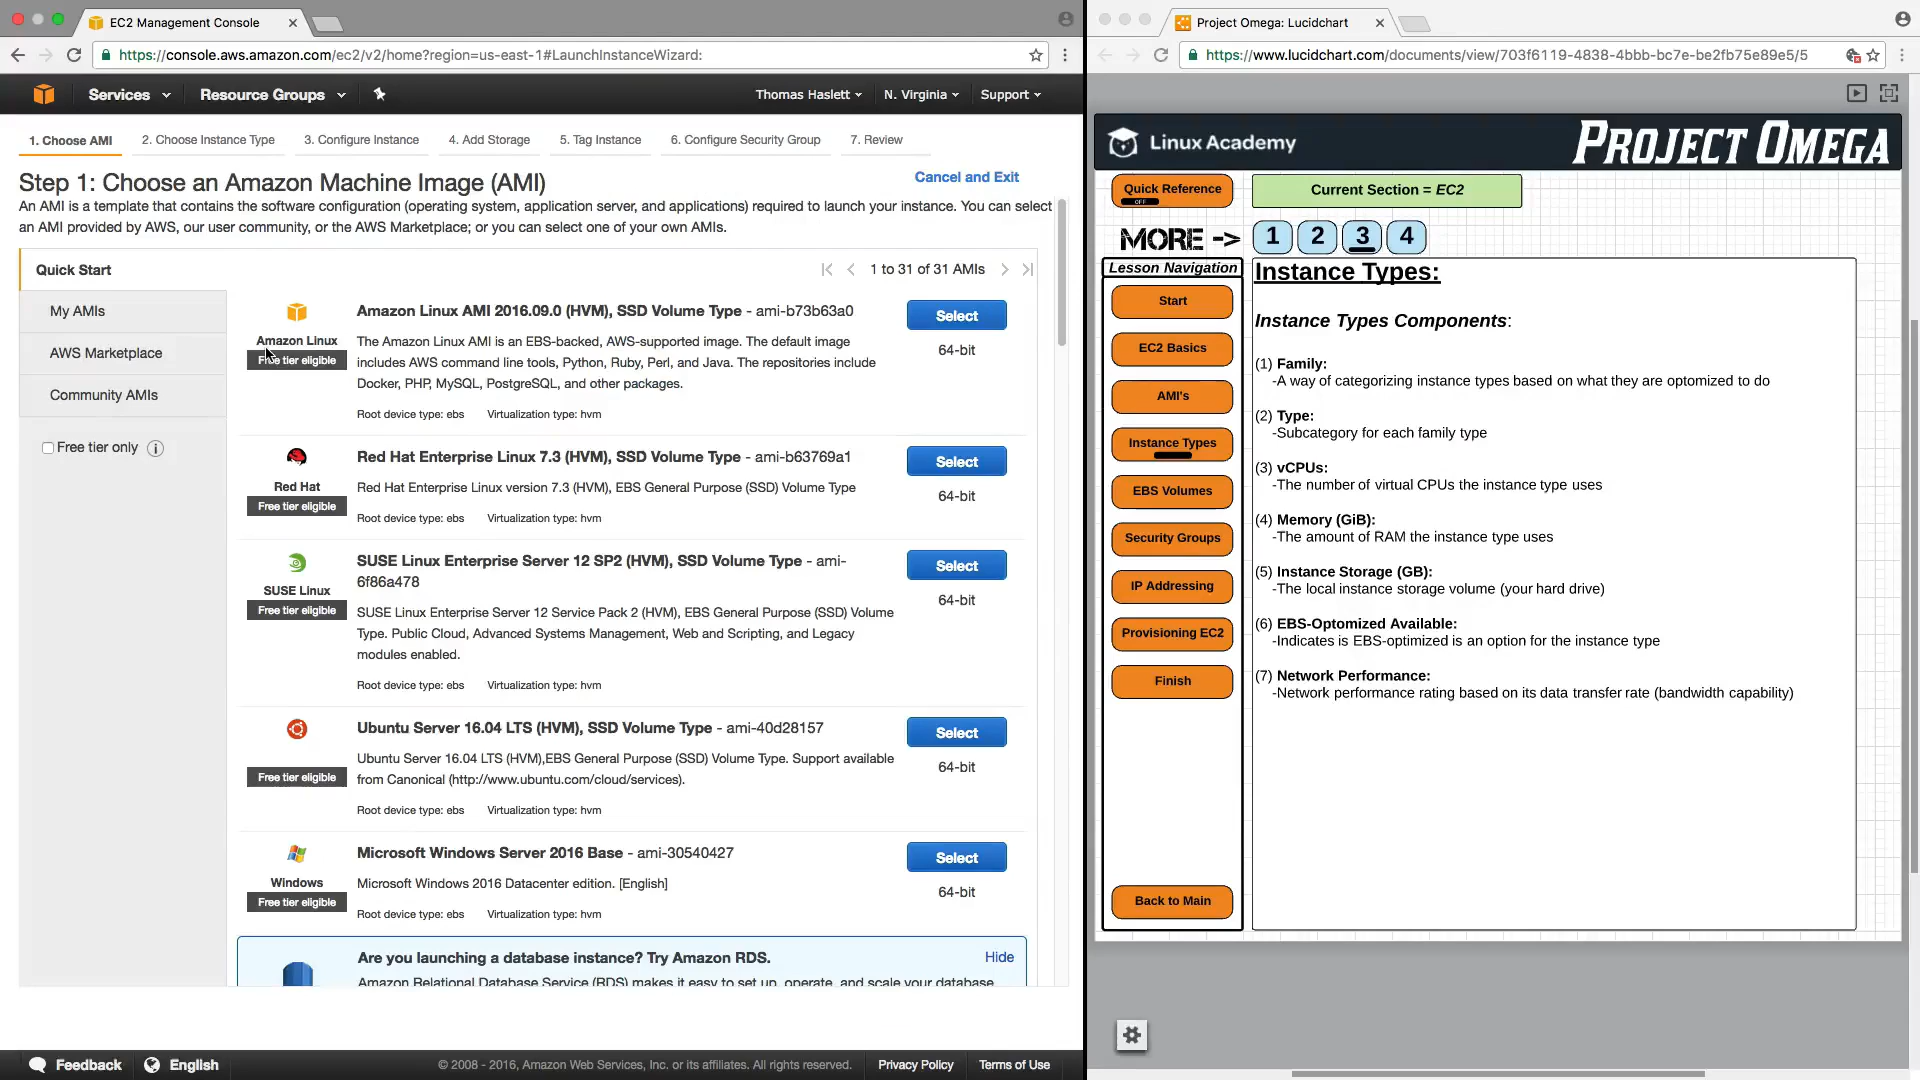 EC2 Management Console
https://console.aws.amazon.com/ec2/v2/home?region=us-east-1#LaunchInstanceWizard:
Services
Resource Groups
Thomas Haslett
N. Virginia
Support
1. Choose AMI
2. Choose Instance Type
3. Configure Instance
4. Add Storage
5. Tag Instance
6. Configure Security Group
7. Review
Step 1: Choose an Amazon Machine Image (AMI)
Cancel and Exit
An AMI is a template that contains the software configuration (operating system, application server, and applications) required to launch your instance. You can select
an AMI provided by AWS, our user community, or the AWS Marketplace; or you can select one of your own AMIs.
Quick Start
My AMIs
AWS Marketplace
Community AMIs
Free tier only
1 to 31 of 31 AMIs
Amazon Linux
Free tier eligible
Amazon Linux AMI 2016.09.0 (HVM), SSD Volume Type - ami-b73b63a0
The Amazon Linux AMI is an EBS-backed, AWS-supported image. The default image
includes AWS command line tools, Python, Ruby, Perl, and Java. The repositories include
Docker, PHP, MySQL, PostgreSQL, and other packages.
Root device type: ebs Virtualization type: hvm
Select
64-bit
Red Hat
Free tier eligible
Red Hat Enterprise Linux 7.3 (HVM), SSD Volume Type - ami-b63769a1
Red Hat Enterprise Linux version 7.3 (HVM), EBS General Purpose (SSD) Volume Type
Root device type: ebs Virtualization type: hvm
Select
64-bit
SUSE Linux
Free tier eligible
SUSE Linux Enterprise Server 12 SP2 (HVM), SSD Volume Type - ami-
6f86a478
SUSE Linux Enterprise Server 12 Service Pack 2 (HVM), EBS General Purpose (SSD) Volume
Type. Public Cloud, Advanced Systems Management, Web and Scripting, and Legacy
modules enabled.
Root device type: ebs Virtualization type: hvm
Select
64-bit
Free tier eligible
Ubuntu Server 16.04 LTS (HVM), SSD Volume Type - ami-40d28157
Ubuntu Server 16.04 LTS (HVM),EBS General Purpose (SSD) Volume Type. Support available
from Canonical (http://www.ubuntu.com/cloud/services).
Root device type: ebs Virtualization type: hvm
Select
64-bit
Windows
Free tier eligible
Microsoft Windows Server 2016 Base - ami-30540427
Microsoft Windows 2016 Datacenter edition. [English]
Root device type: ebs Virtualization type: hvm
Select
64-bit
Are you launching a database instance? Try Amazon RDS.
Hide
Amazon Relational Database Service (RDS) makes it easy to set up, operate, and scale your database
Feedback
English
© 2008 - 2016, Amazon Web Services, Inc. or its affiliates. All rights reserved.
Privacy Policy
Terms of Use
Project Omega: Lucidchart
https://www.lucidchart.com/documents/view/703f6119-4838-4bbb-bc7e-be2fb75e89e5/5
Linux Academy
PROJECT OMEGA
Quick Reference
OFF
Current Section = EC2
MORE ->
1
2
3
4
Lesson Navigation
Start
EC2 Basics
AMI's
Instance Types
EBS Volumes
Security Groups
IP Addressing
Provisioning EC2
Finish
Back to Main
Instance Types:
Instance Types Components:
(1) Family:
-A way of categorizing instance types based on what they are optomized to do
(2) Type:
-Subcategory for each family type
(3) vCPUs:
-The number of virtual CPUs the instance type uses
(4) Memory (GiB):
-The amount of RAM the instance type uses
(5) Instance Storage (GB):
-The local instance storage volume (your hard drive)
(6) EBS-Optomized Available:
-Indicates is EBS-optimized is an option for the instance type
(7) Network Performance:
-Network performance rating based on its data transfer rate (bandwidth capability)